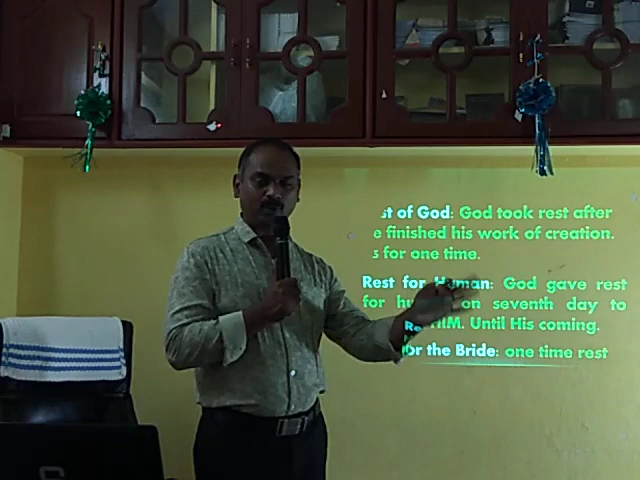 st of God: God took rest after
e finished his work of creation.
s for one time.
Rest for Human: God gave rest
for hu on seventh day to
Re HIM. Until His coming.
or the Bride: one time rest